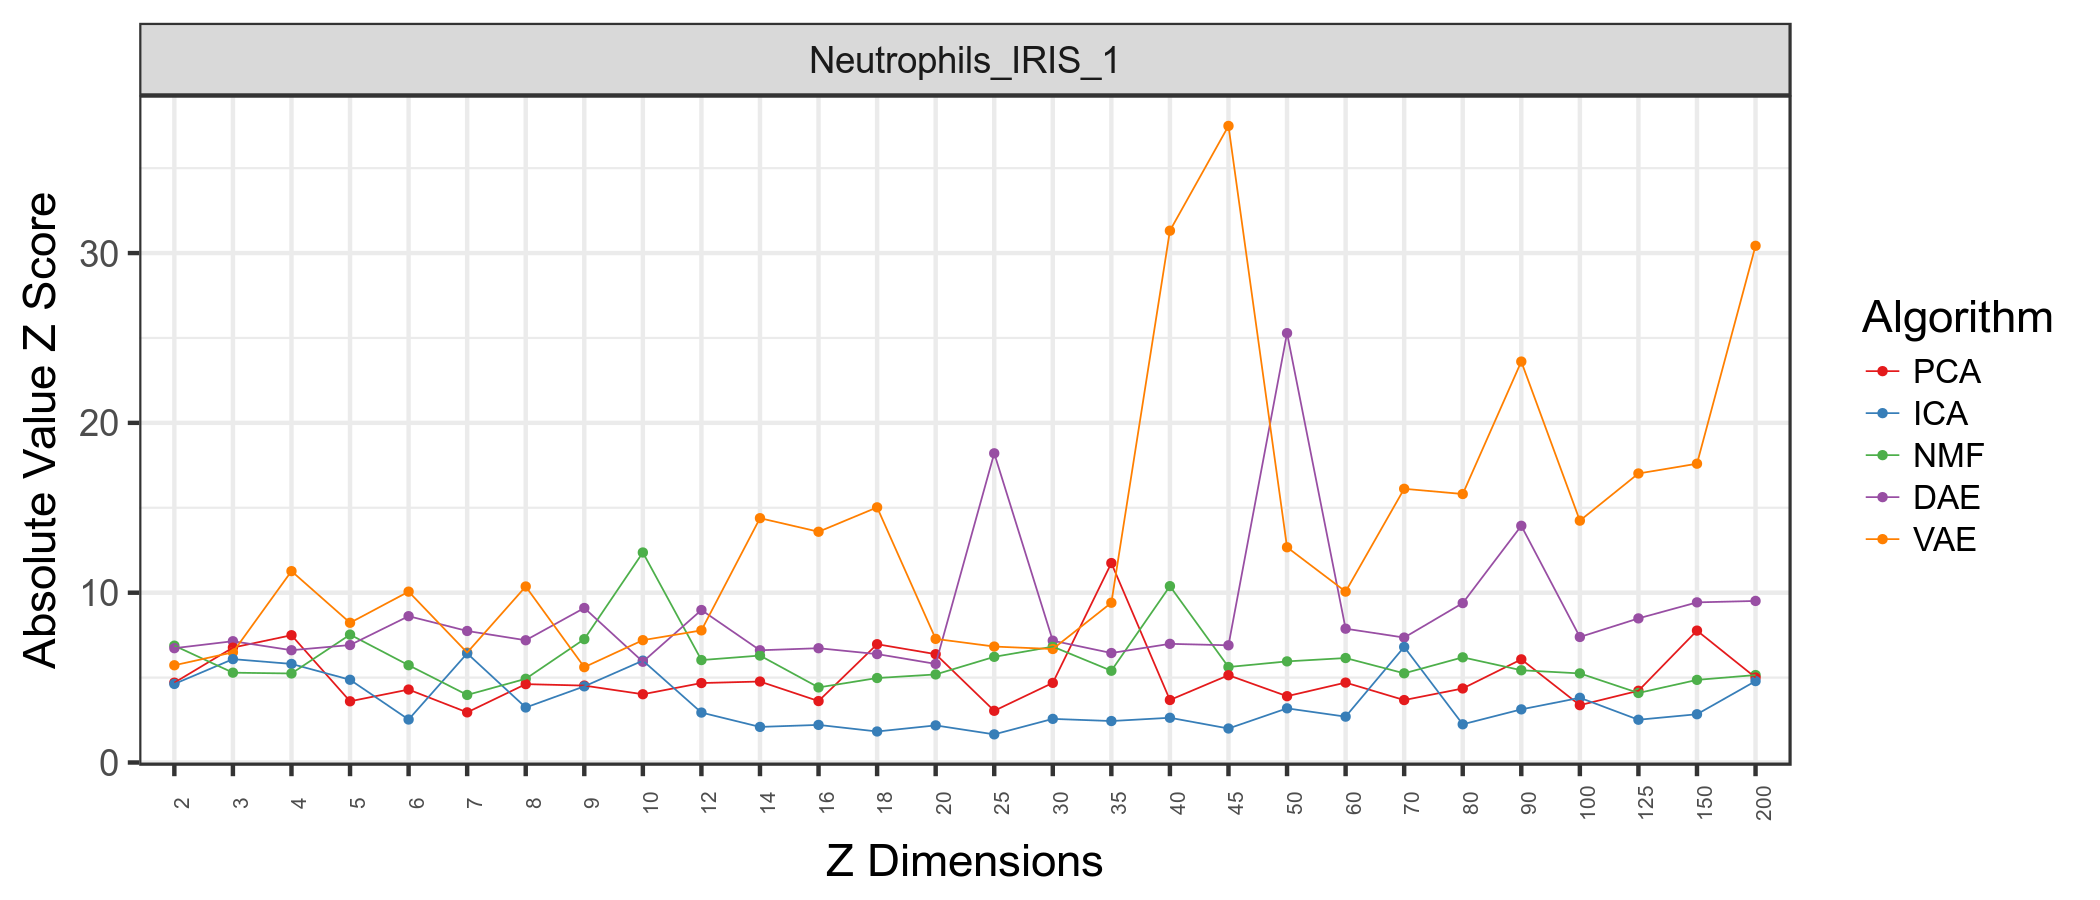 Neutrophils_IRIS_1
Absolute Value Z Score
30
20
10
0
2 3 4 5 6 7 8 9 10 12 14 16 18 20 25 30 35 40 45 50 60 70 80 90 100 125 150 200
Z Dimensions
Algorithm
PCA
ICA
NMF
DAE
VAE